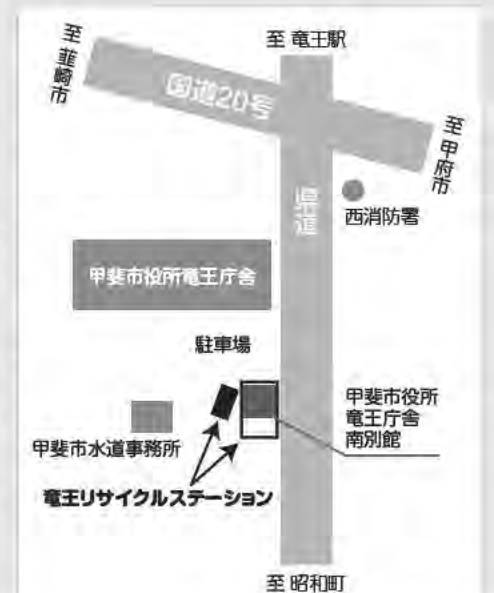 至 竜王駅
至 韮崎市
国道20号
至 甲府市
県道
西消防署
甲斐市役所竜王庁舎
駐車場
甲斐市役所
竜王庁舎
南別館
甲斐市水道事務所
竜王リサイクルステーション
至 昭和町